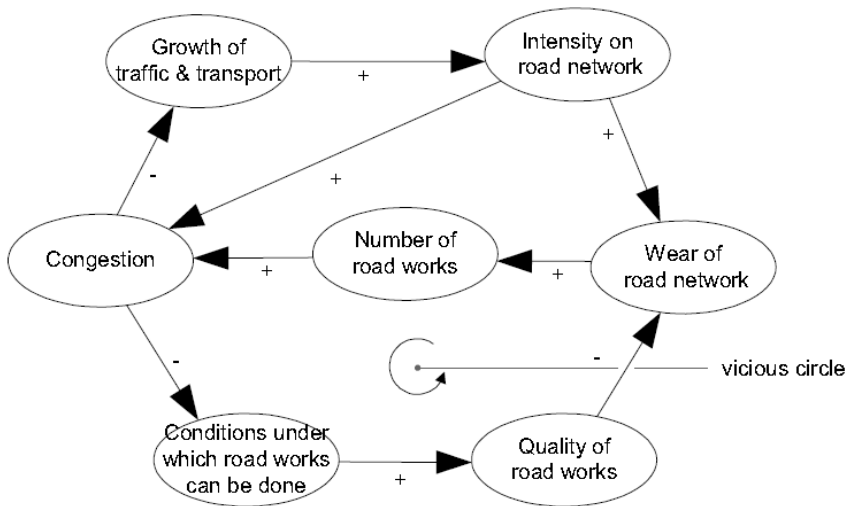 Growth of
traffic & transport
+
Intensity on
road network
+
+
-
Congestion
+
Number of
road works
+
Wear of
road network
-
-
vicious circle
Conditions under
which road works
can be done
+
Quality of
road works